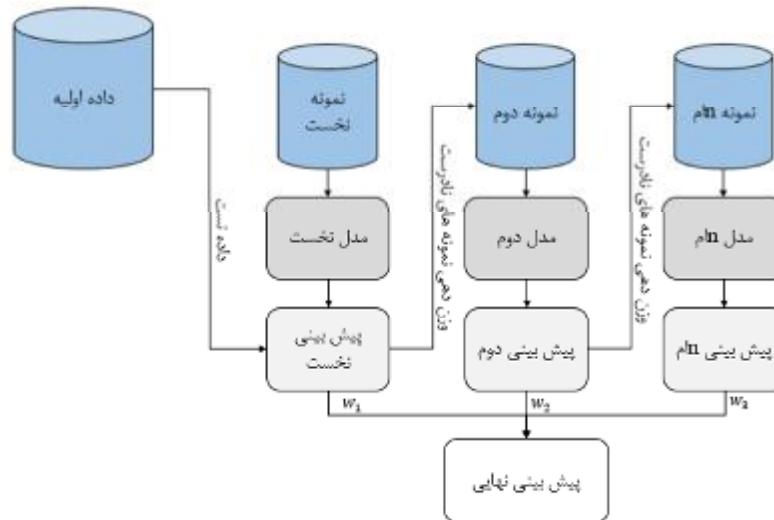 داده اولیه
نمونه
نخست
نمونه دوم
نمونه nام
داده تست
وزن دهی نمونه های نادرست
وزن دهی نمونه های نادرست
مدل نخست
مدل دوم
مدل nام
پیش بینی
نخست
پیش بینی دوم
پیش بینی nام
w₁
w₂
w₃
پیش بینی نهایی